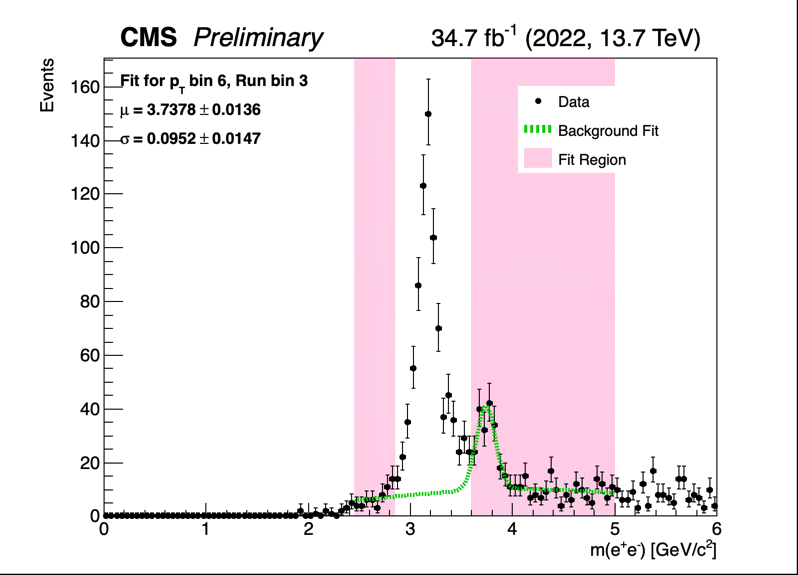 CMS Preliminary 34.7 fb⁻¹ (2022, 13.7 TeV)
Events
Fit for p_T bin 6, Run bin 3
μ = 3.7378 ± 0.0136
σ = 0.0952 ± 0.0147
Data
Background Fit
Fit Region
160
140
120
100
80
60
40
20
0
0 1 2 3 4 5 6
m(e⁺e⁻) [GeV/c²]